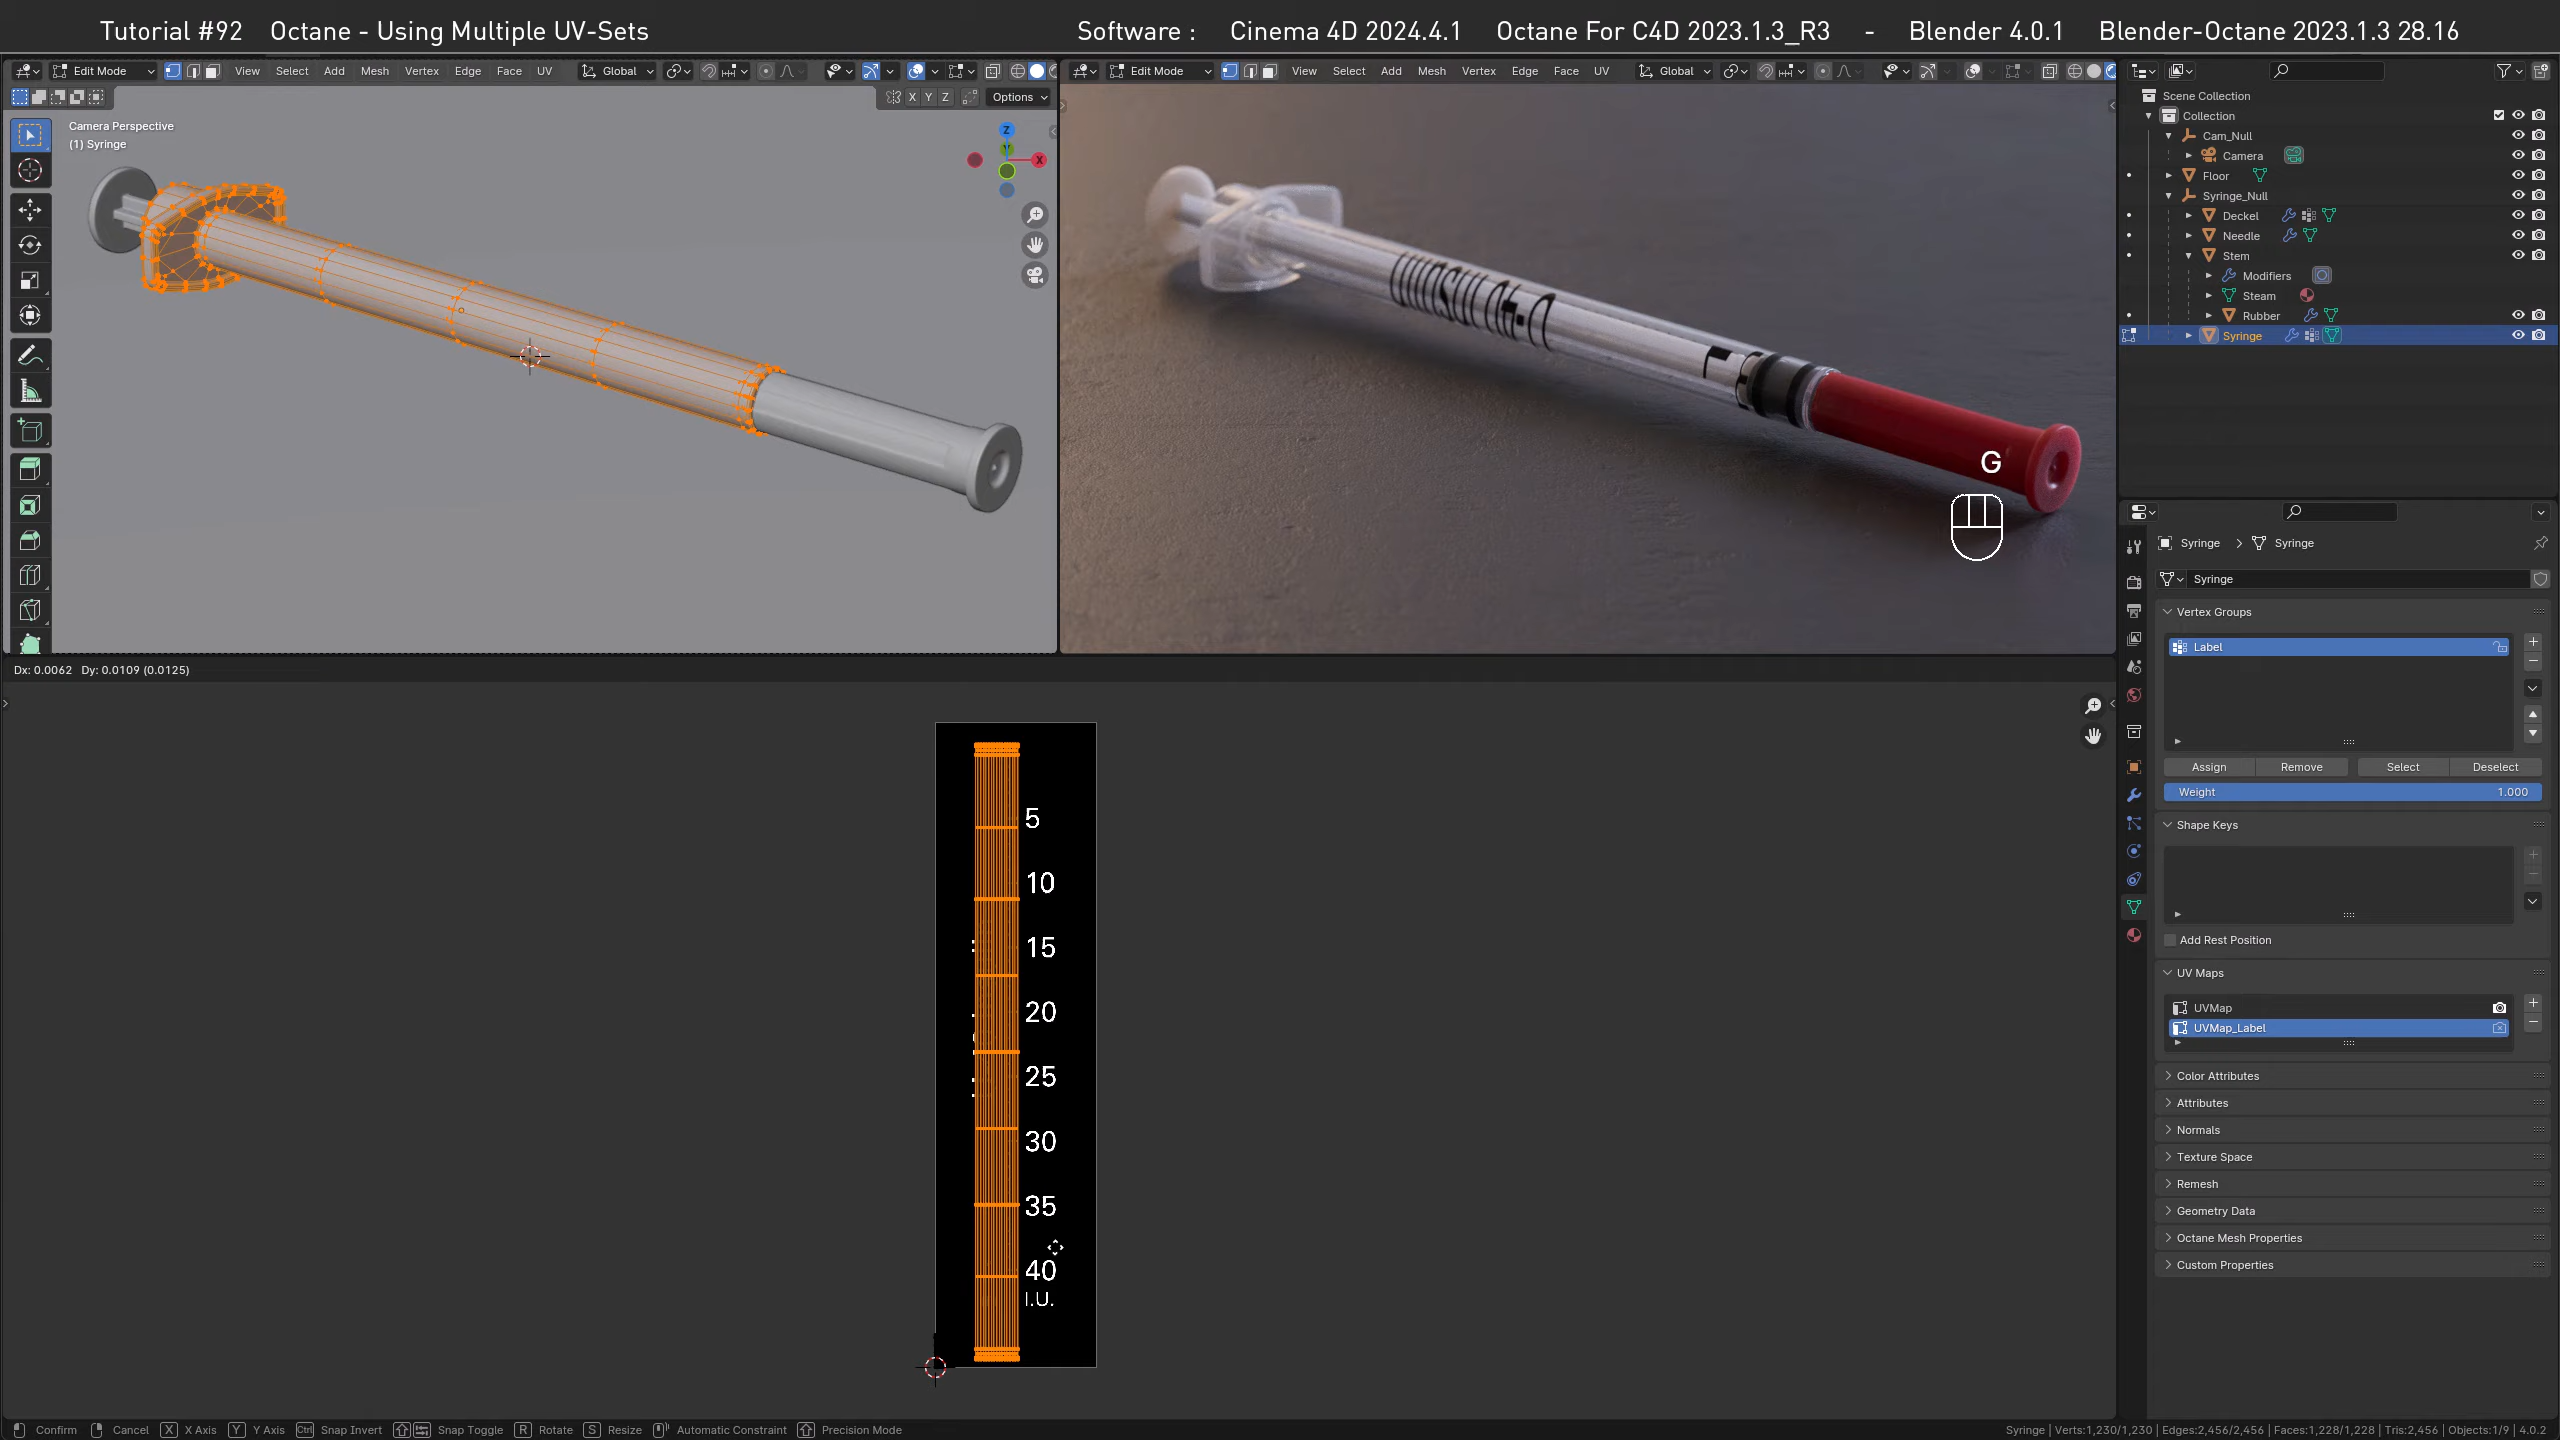 Tutorial #92 Octane - Using Multiple UV-Sets Software : Cinema 4D 2024.4.1 Octane For C4D 2023.1.3_R3 - Blender 4.0.1 Blender-Octane 2023.1.3 28.16
Edit Mode View Select Add Mesh Vertex Edge Face UV Global
Edit Mode View Select Add Mesh Vertex Edge Face UV Global
X Y Z Options
Camera Perspective
(1) Syringe
Z
X
G
Scene Collection
Collection
Cam_Null
Camera
Floor
Syringe_Null
Deckel
Needle
Stem
Modifiers
Steam
Rubber
Syringe
Syringe > Syringe
Syringe
Vertex Groups
Label
Assign Remove Select Deselect
Weight 1.000
Shape Keys
Add Rest Position
UV Maps
UVMap
UVMap_Label
Color Attributes
Attributes
Normals
Texture Space
Remesh
Geometry Data
Octane Mesh Properties
Custom Properties
Dx: 0.0062 Dy: 0.0109 (0.0125)
5
10
15
20
25
30
35
40
I.U.
Confirm Cancel X X Axis Y Y Axis Ctrl Snap Invert Snap Toggle R Rotate S Resize Automatic Constraint Precision Mode
Syringe | Verts:1,230/1,230 | Edges:2,456/2,456 | Faces:1,228/1,228 | Tris:2,456 | Objects:1/9 | 4.0.2